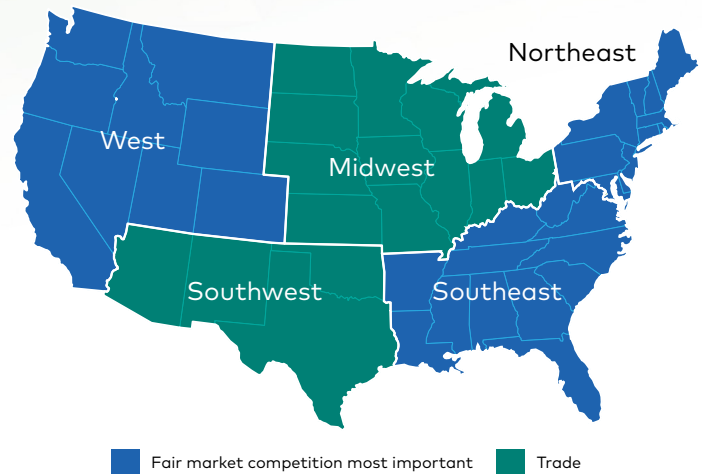 Northeast
West
Midwest
Southwest
Southeast
Fair market competition most important
Trade